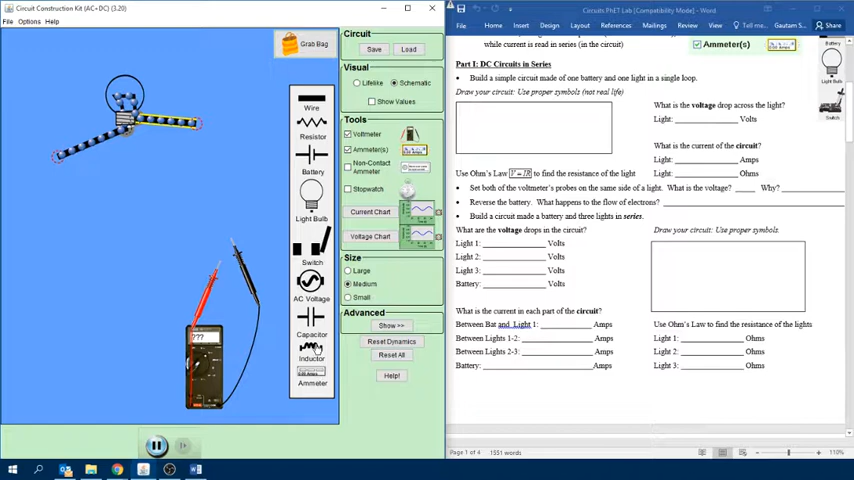 Circuit Construction Kit (AC+DC) (3.20)
File Options Help
Grab Bag
Circuit
Save Load
Visual
Lifelike Schematic
Show Values
Tools
Voltmeter
Ammeter(s)
Non-Contact
Ammeter
Stopwatch
Current Chart
Voltage Chart
Size
Large
Medium
Small
Advanced
Show >>
Reset Dynamics
Reset All
Help!
Wire
Resistor
Battery
Light Bulb
Switch
AC Voltage
Capacitor
Inductor
Ammeter
???
Circuits PhET Lab [Compatibility Mode] - Word
File Home Insert Design Layout References Mailings Review View Tell me... Gautam S... Share
while current is read in series (in the circuit)
Ammeter(s)
Battery
Light Bulb
Switch
Part I: DC Circuits in Series
Build a simple circuit made of one battery and one light in a single loop.
Draw your circuit: Use proper symbols (not real life)
What is the voltage drop across the light?
Light: Volts
What is the current of the circuit?
Light: Amps
Use Ohm's Law V = IR to find the resistance of the light
Light: Ohms
Set both of the voltmeter's probes on the same side of a light. What is the voltage? Why?
Reverse the battery. What happens to the flow of electrons?
Build a circuit made a battery and three lights in series.
What are the voltage drops in the circuit?
Draw your circuit: Use proper symbols.
Light 1: Volts
Light 2: Volts
Light 3: Volts
Battery: Volts
What is the current in each part of the circuit?
Between Bat and Light 1: Amps
Between Lights 1-2: Amps
Between Lights 2-3: Amps
Battery: Amps
Use Ohm's Law to find the resistance of the lights
Light 1: Ohms
Light 2: Ohms
Light 3: Ohms
Page 1 of 4 1551 words
110%